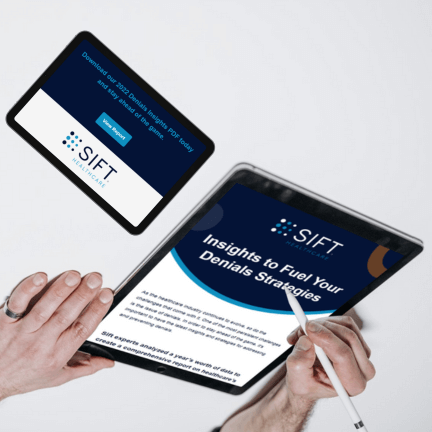 Download our 2022 Denials Insights PDF today
and stay ahead of the game.
View Report
SIFT
HEALTHCARE
SIFT
HEALTHCARE
Insights to Fuel Your
Denials Strategies
As the healthcare industry continues to evolve, so do the
challenges that come with it. One of the most persistent challenges
is the issue of denials. In order to stay ahead of the game, it's
important to have the latest insights and strategies for addressing
and preventing denials.
Sift experts analyzed a year's worth of data to
create a comprehensive report on healthcare's